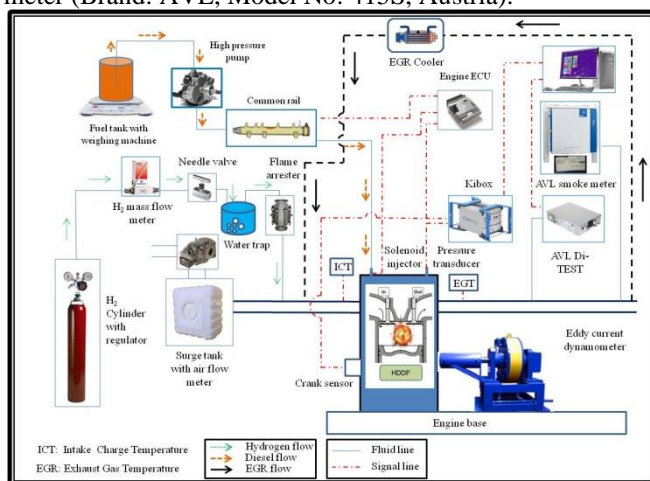 meter (Brand: AVL, Model No. 415S, Austria).
High pressure
pump
EGR Cooler
Engine ECU
Common rail
Fuel tank with
weighing machine
Needle valve
Flame
arrester
H2 mass flow
meter
Water trap
Kibox
AVL smoke meter
Solenoid
injector
Pressure
transducer
AVL Di-
TEST
ICT
EGT
In
Out
H2
Cylinder
with
regulator
Surge tank
with air flow
meter
Eddy current
dynamometer
Crank sensor
HDDF
Engine base
ICT: Intake Charge Temperature
EGR: Exhaust Gas Temperature
Hydrogen flow
Diesel flow
EGR flow
Fluid line
Signal line